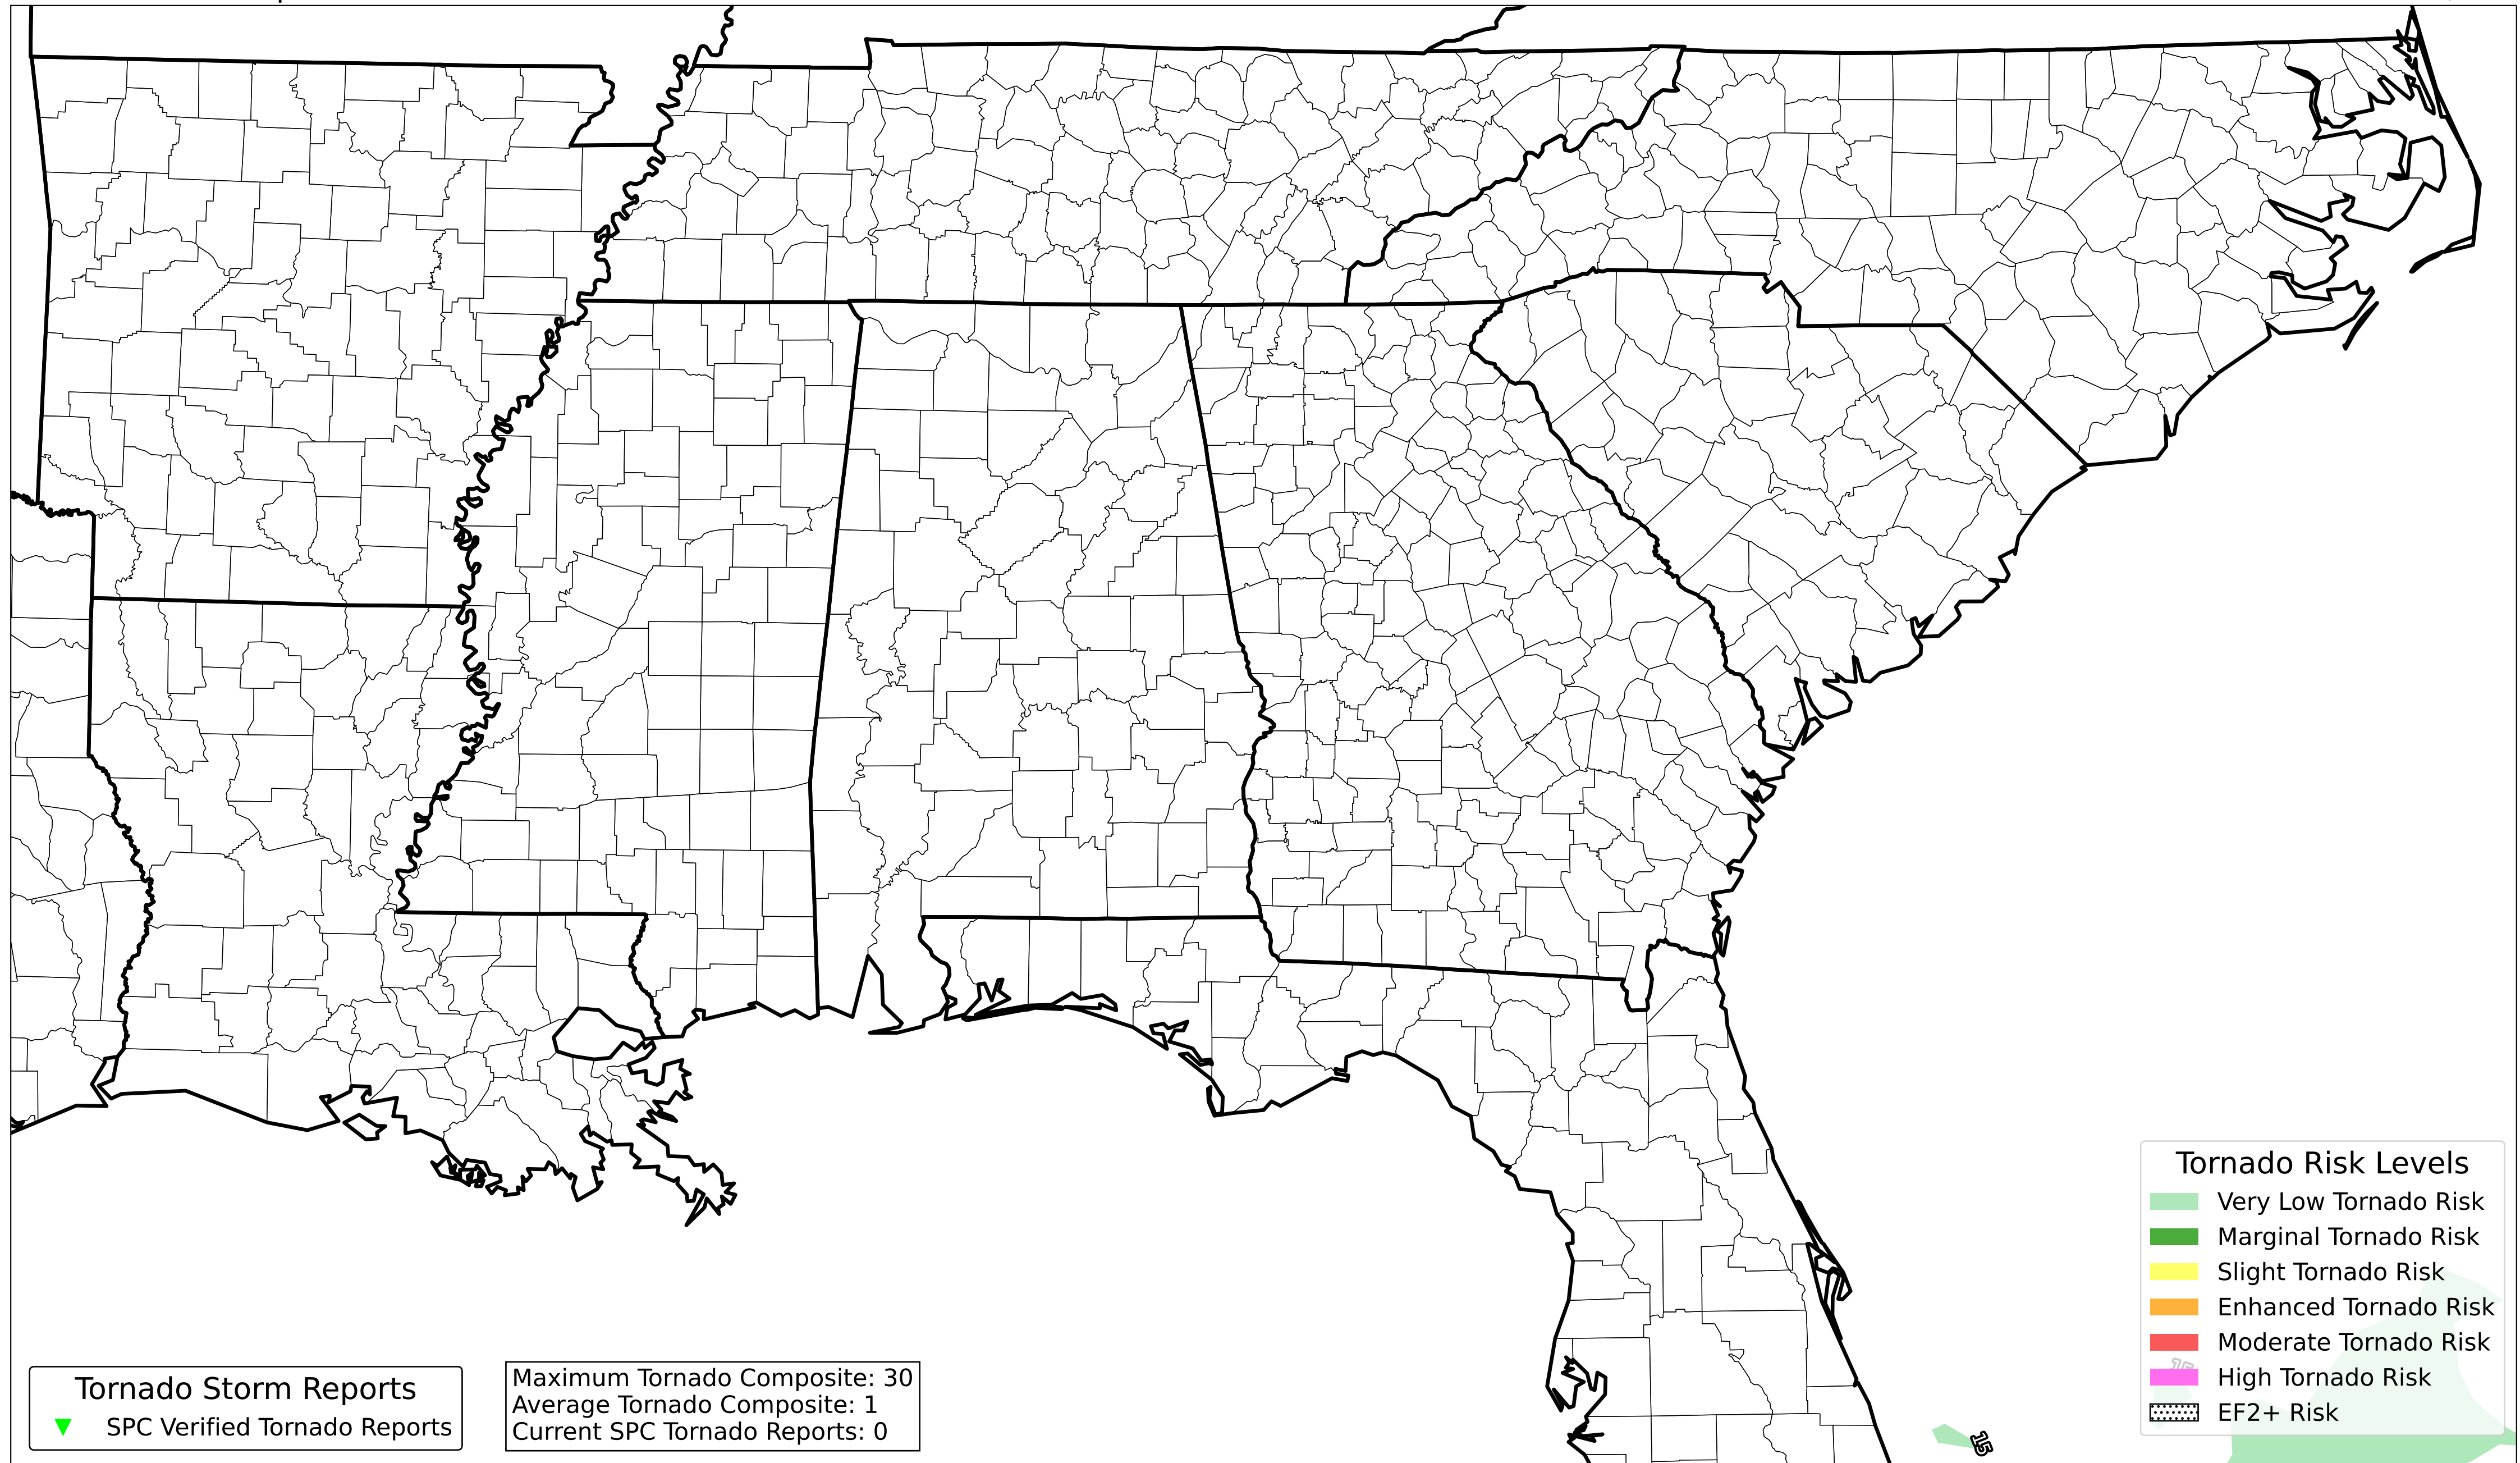 Tornado Risk Levels
Very Low Tornado Risk
Marginal Tornado Risk
Slight Tornado Risk
Enhanced Tornado Risk
Moderate Tornado Risk
High Tornado Risk
EF2+ Risk
Tornado Storm Reports
SPC Verified Tornado Reports
Maximum Tornado Composite: 30
Average Tornado Composite: 1
Current SPC Tornado Reports: 0
15
15